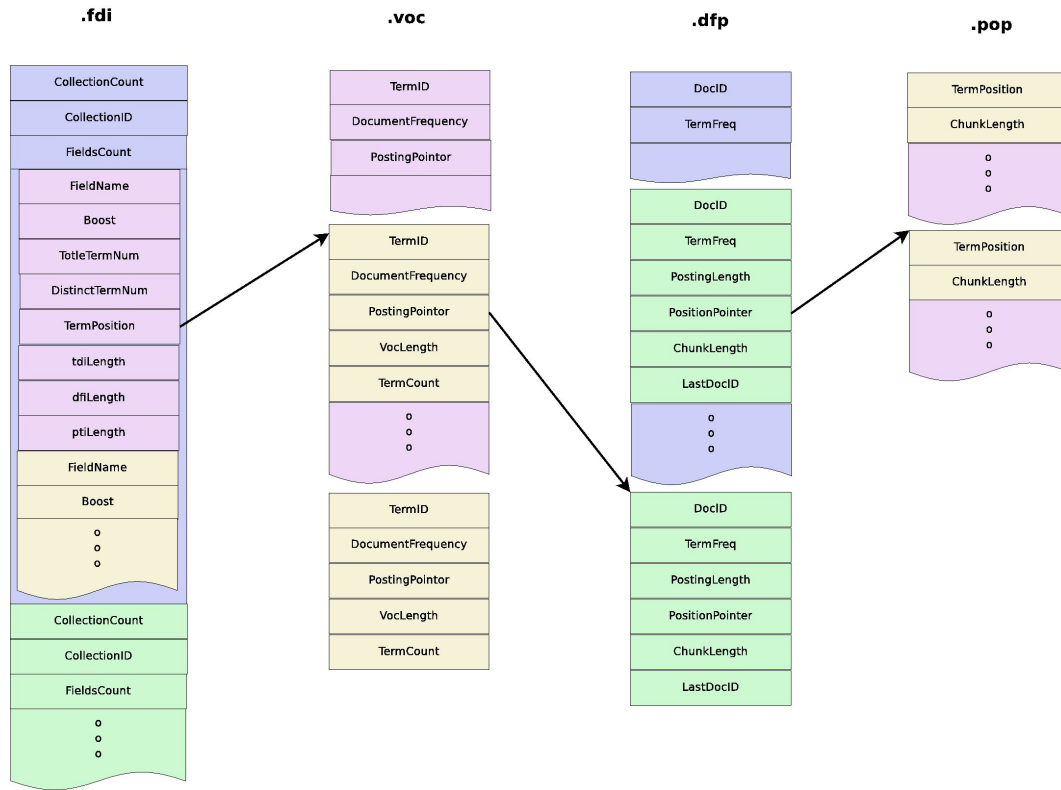 .fdi
CollectionCount
CollectionID
FieldsCount
FieldName
Boost
TotleTermNum
DistinctTermNum
TermPosition
tdiLength
dfiLength
ptiLength
FieldName
Boost
o
o
o
CollectionCount
CollectionID
FieldsCount
o
o
o
.voc
TermID
DocumentFrequency
PostingPointor
TermID
DocumentFrequency
PostingPointor
VocLength
TermCount
o
o
o
TermID
DocumentFrequency
PostingPointor
VocLength
TermCount
.dfp
DocID
TermFreq
DocID
TermFreq
PostingLength
PositionPointer
ChunkLength
LastDocID
o
o
o
DocID
TermFreq
PostingLength
PositionPointer
ChunkLength
LastDocID
.pop
TermPosition
ChunkLength
o
o
o
TermPosition
ChunkLength
o
o
o